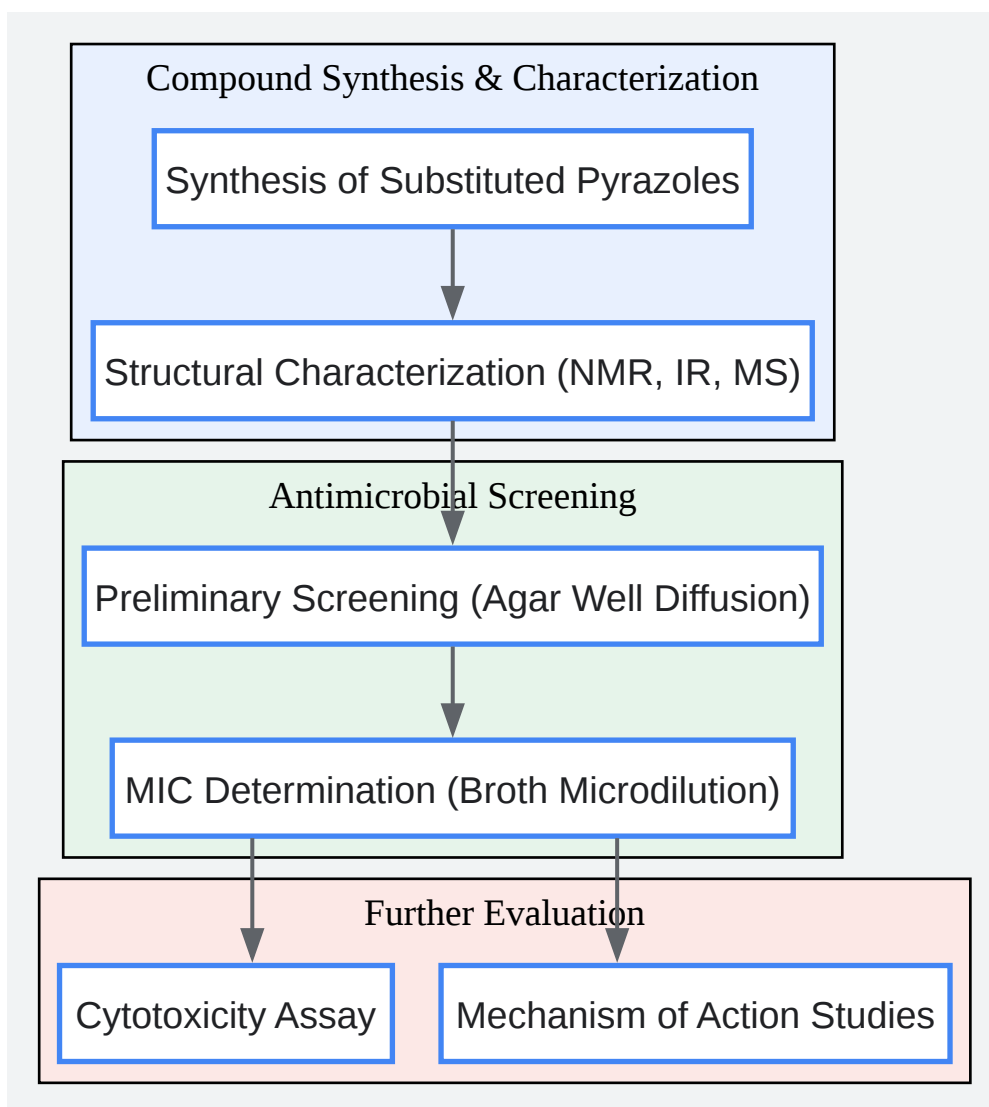 Compound Synthesis & Characterization
Synthesis of Substituted Pyrazoles
Structural Characterization (NMR, IR, MS)
Antimicrobial Screening
Preliminary Screening (Agar Well Diffusion)
MIC Determination (Broth Microdilution)
Further Evaluation
Cytotoxicity Assay
Mechanism of Action Studies